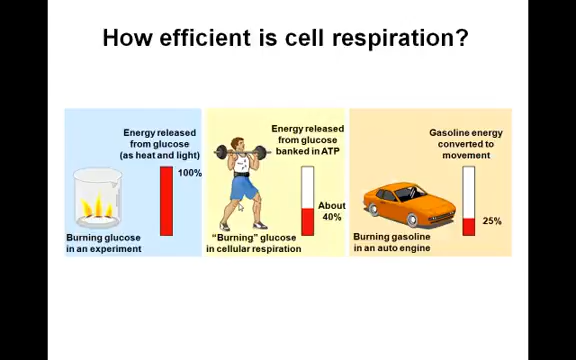 How efficient is cell respiration?
Energy released
from glucose
(as heat and light)
100%
Burning glucose
in an experiment
Energy released
from glucose
banked in ATP
About
40%
"Burning" glucose
in cellular respiration
Gasoline energy
converted to
movement
25%
Burning gasoline
in an auto engine